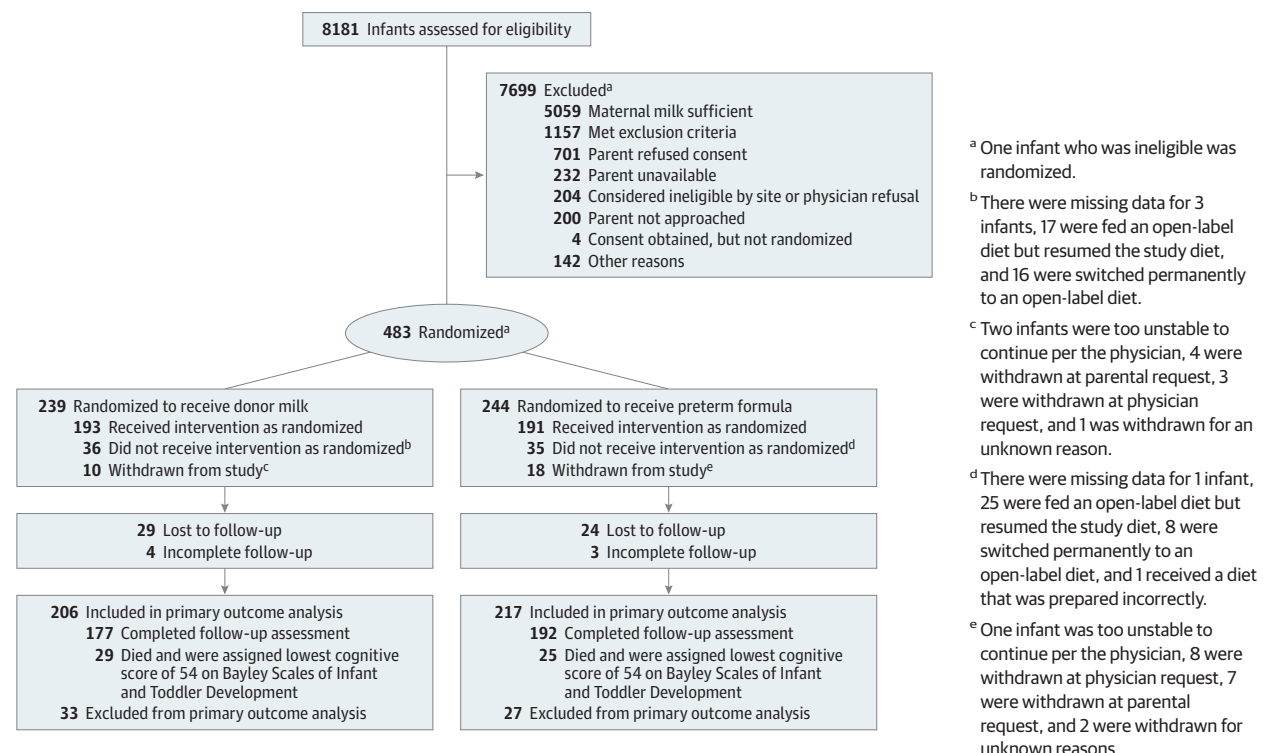 8181 Infants assessed for eligibility
7699 Excludedᵃ
5059 Maternal milk sufficient
1157 Met exclusion criteria
701 Parent refused consent
232 Parent unavailable
204 Considered ineligible by site or physician refusal
200 Parent not approached
4 Consent obtained, but not randomized
142 Other reasons
483 Randomizedᵃ
239 Randomized to receive donor milk
193 Received intervention as randomized
36 Did not receive intervention as randomizedᵇ
10 Withdrawn from studyᶜ
244 Randomized to receive preterm formula
191 Received intervention as randomized
35 Did not receive intervention as randomizedᵈ
18 Withdrawn from studyᵉ
29 Lost to follow-up
4 Incomplete follow-up
24 Lost to follow-up
3 Incomplete follow-up
206 Included in primary outcome analysis
177 Completed follow-up assessment
29 Died and were assigned lowest cognitive
score of 54 on Bayley Scales of Infant
and Toddler Development
33 Excluded from primary outcome analysis
217 Included in primary outcome analysis
192 Completed follow-up assessment
25 Died and were assigned lowest cognitive
score of 54 on Bayley Scales of Infant
and Toddler Development
27 Excluded from primary outcome analysis
ᵃ One infant who was ineligible was
randomized.
ᵇ There were missing data for 3
infants, 17 were fed an open-label
diet but resumed the study diet,
and 16 were switched permanently
to an open-label diet.
ᶜ Two infants were too unstable to
continue per the physician, 4 were
withdrawn at parental request, 3
were withdrawn at physician
request, and 1 was withdrawn for an
unknown reason.
ᵈ There were missing data for 1 infant,
25 were fed an open-label diet but
resumed the study diet, 8 were
switched permanently to an
open-label diet, and 1 received a diet
that was prepared incorrectly.
ᵉ One infant was too unstable to
continue per the physician, 8 were
withdrawn at physician request, 7
were withdrawn at parental
request, and 2 were withdrawn for
unknown reasons